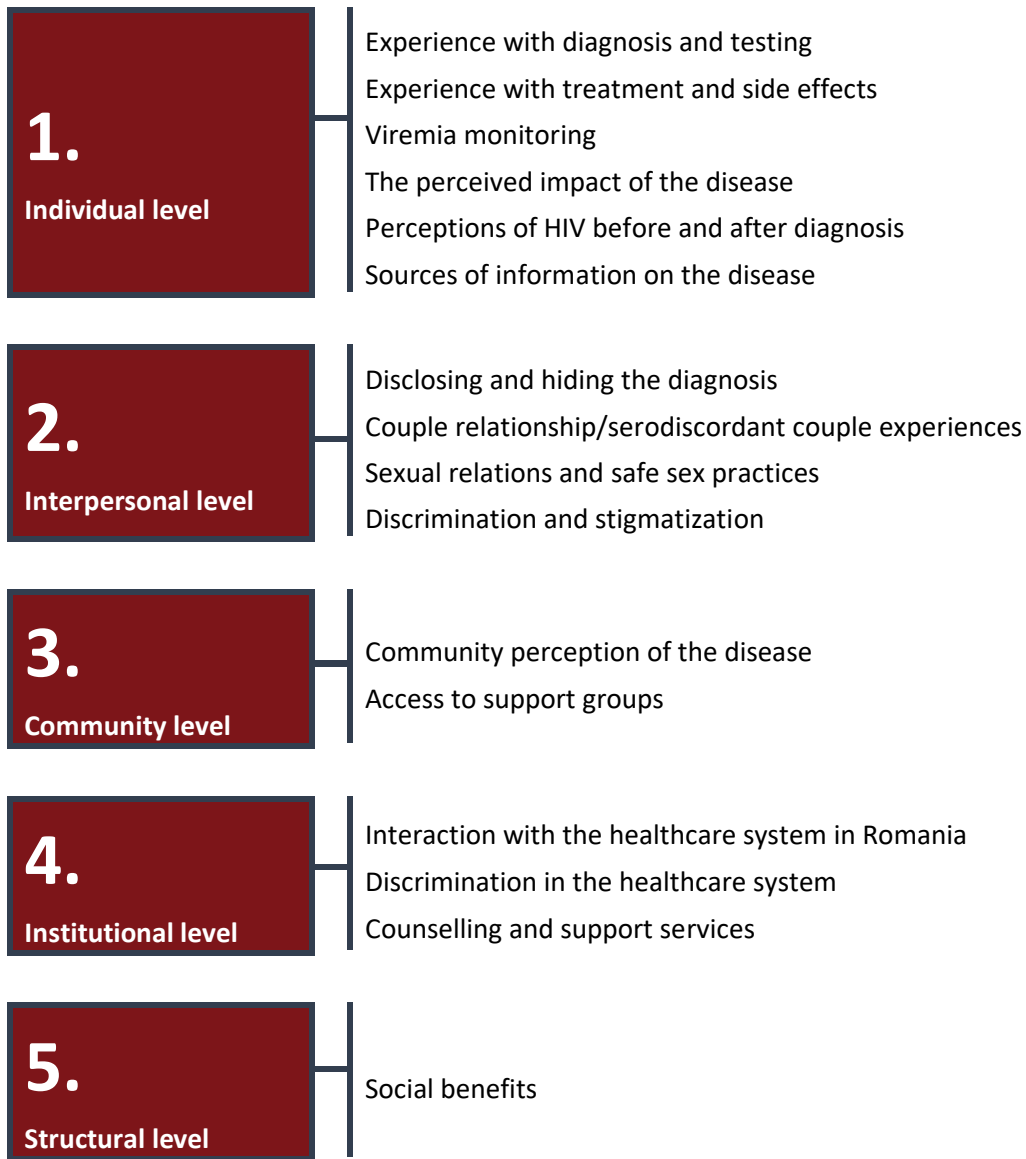 1.
Individual level
Experience with diagnosis and testing
Experience with treatment and side effects
Viremia monitoring
The perceived impact of the disease
Perceptions of HIV before and after diagnosis
Sources of information on the disease
2.
Interpersonal level
Disclosing and hiding the diagnosis
Couple relationship/serodiscordant couple experiences
Sexual relations and safe sex practices
Discrimination and stigmatization
3.
Community level
Community perception of the disease
Access to support groups
4.
Institutional level
Interaction with the healthcare system in Romania
Discrimination in the healthcare system
Counselling and support services
5.
Structural level
Social benefits